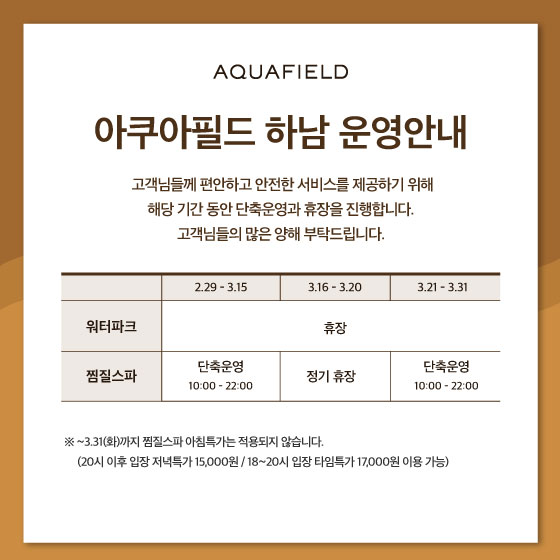 AQUAFIELD
아쿠아필드 하남 운영안내
고객님들께 편안하고 안전한 서비스를 제공하기 위해
해당 기간 동안 단축운영과 휴장을 진행합니다.
고객님들의 많은 양해 부탁드립니다.
2.29 - 3.15 3.16 - 3.20 3.21 - 3.31
워터파크 휴장
찜질스파 단축운영 10:00 - 22:00 정기 휴장 단축운영 10:00 - 22:00
※ ~3.31(화)까지 찜질스파 아침특가는 적용되지 않습니다.
(20시 이후 입장 저녁특가 15,000원 / 18~20시 입장 타임특가 17,000원 이용 가능)